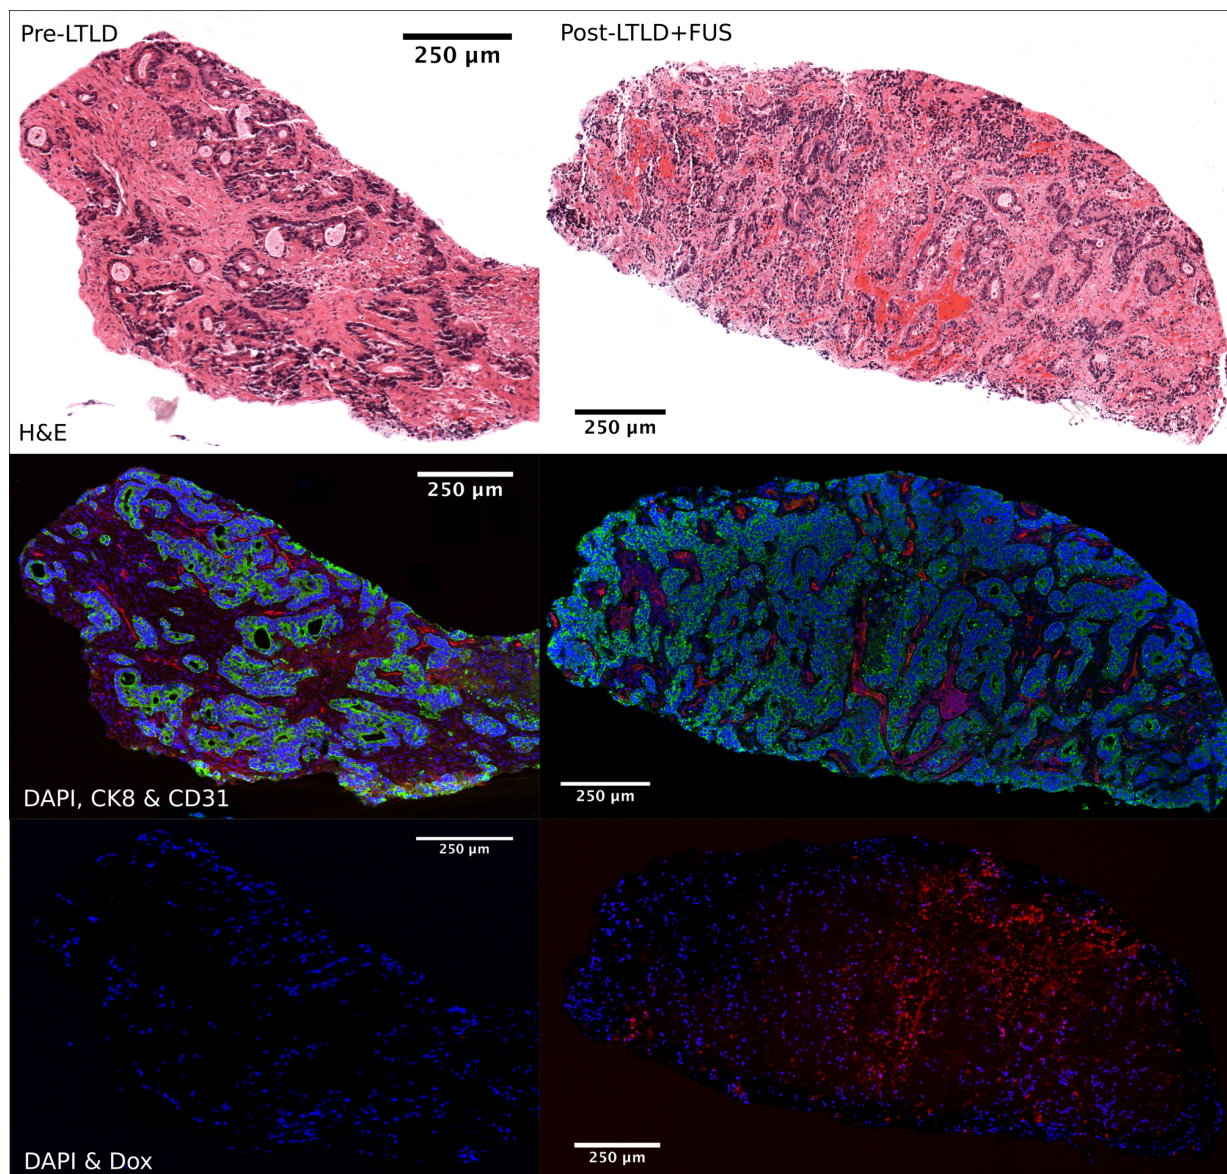 Pre-LTLD
250 µm
Post-LTLD+FUS
H&E
250 µm
250 µm
DAPI, CK8 & CD31
250 µm
250 µm
DAPI & Dox
250 µm